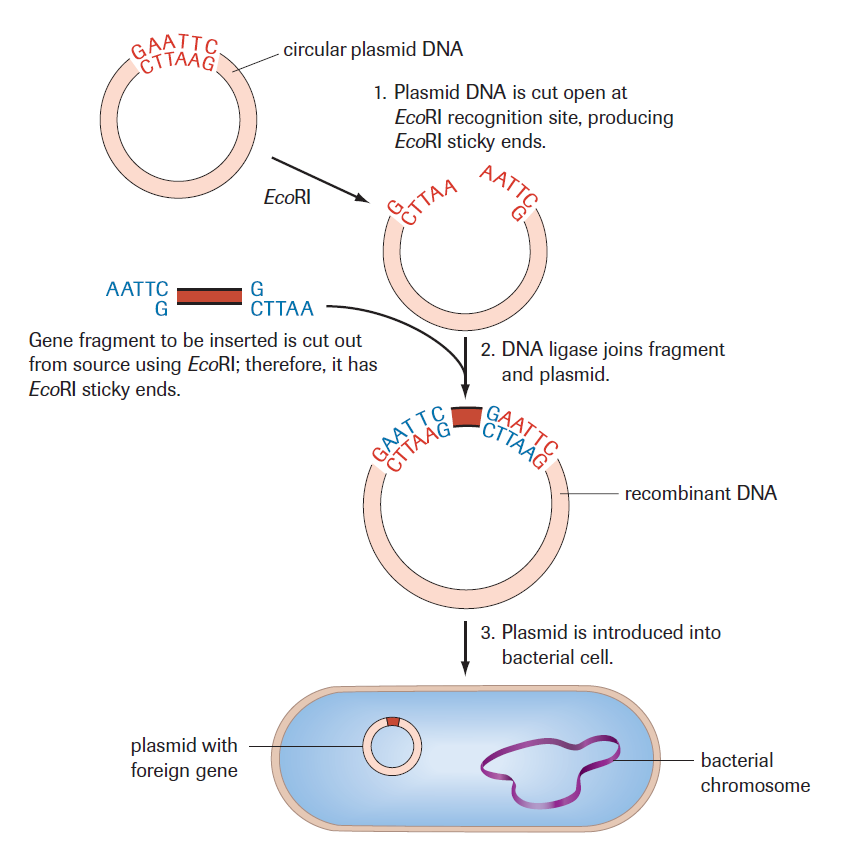 GAATTC
CTTAAG
circular plasmid DNA
1. Plasmid DNA is cut open at
EcoRI recognition site, producing
EcoRI sticky ends.
EcoRI
G
CTTAA
AATTC
G
AATTC
G
G
CTTAA
Gene fragment to be inserted is cut out
from source using EcoRI; therefore, it has
EcoRI sticky ends.
2. DNA ligase joins fragment
and plasmid.
GAATTC
CTTAAG
GAATTC
CTTAAG
recombinant DNA
3. Plasmid is introduced into
bacterial cell.
plasmid with
foreign gene
bacterial
chromosome